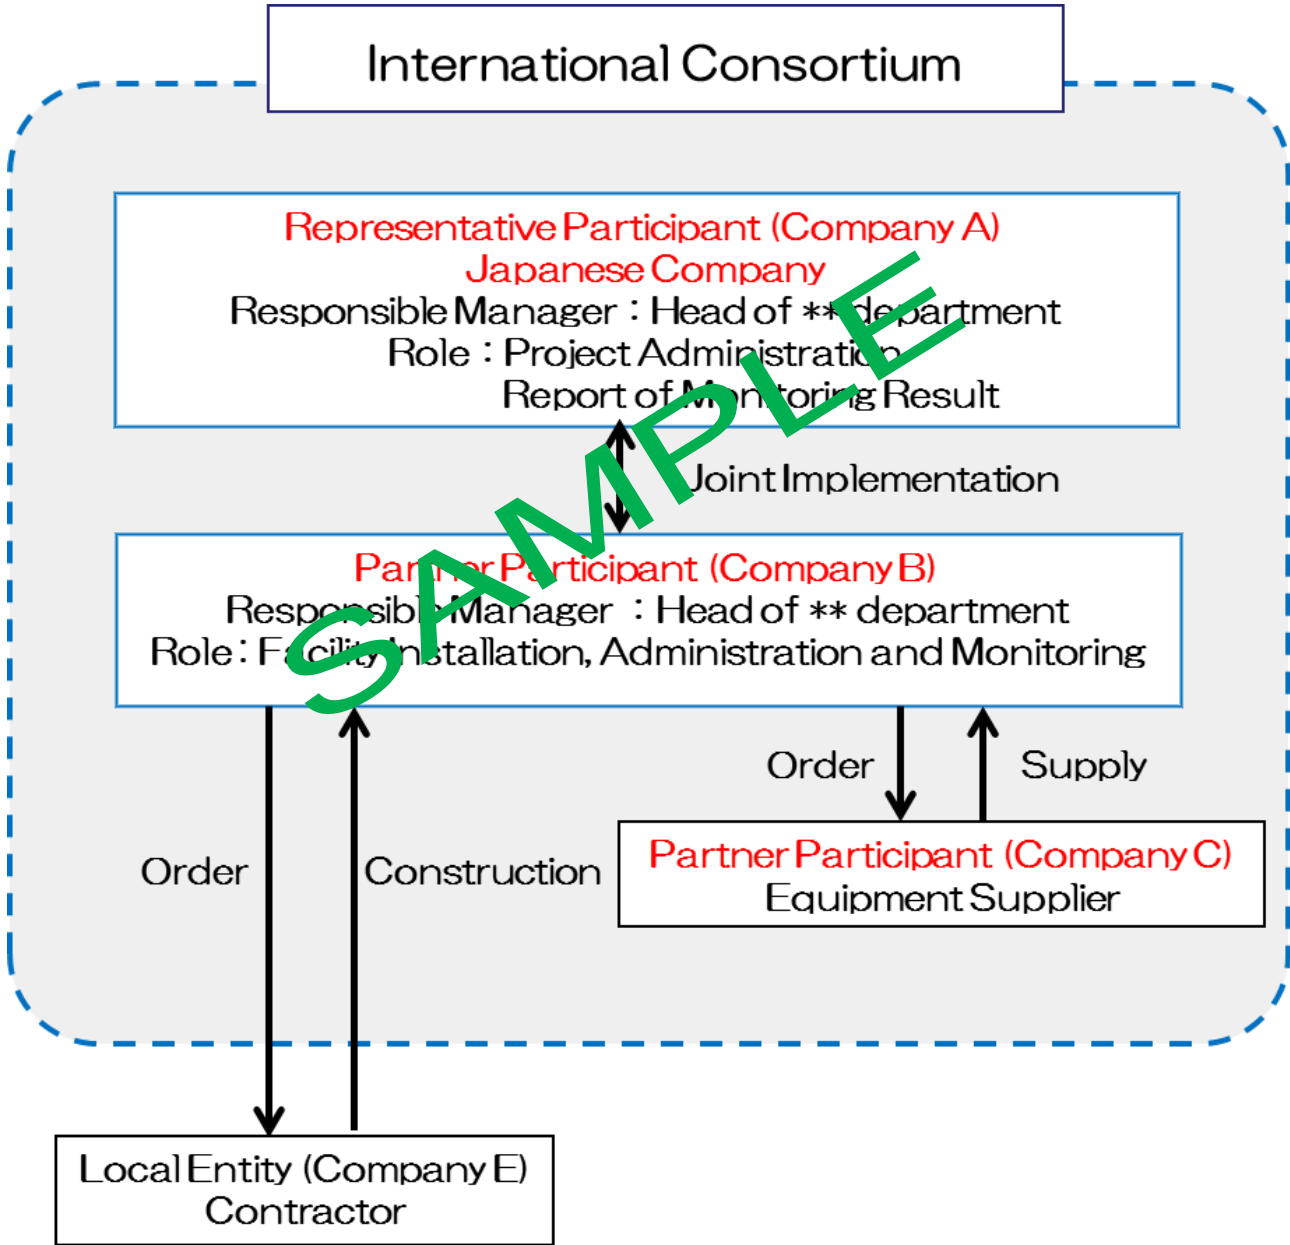 International Consortium
Representative Participant (Company A)
Japanese Company
Responsible Manager：Head of ** department
Role：Project Administration
Report of Monitoring Result
Joint Implementation
Partner Participant (Company B)
Responsible Manager ：Head of ** department
Role：Facility Installation, Administration and Monitoring
SAMPLE
Order
Supply
Partner Participant (Company C)
Equipment Supplier
Order
Construction
Local Entity (Company E)
Contractor